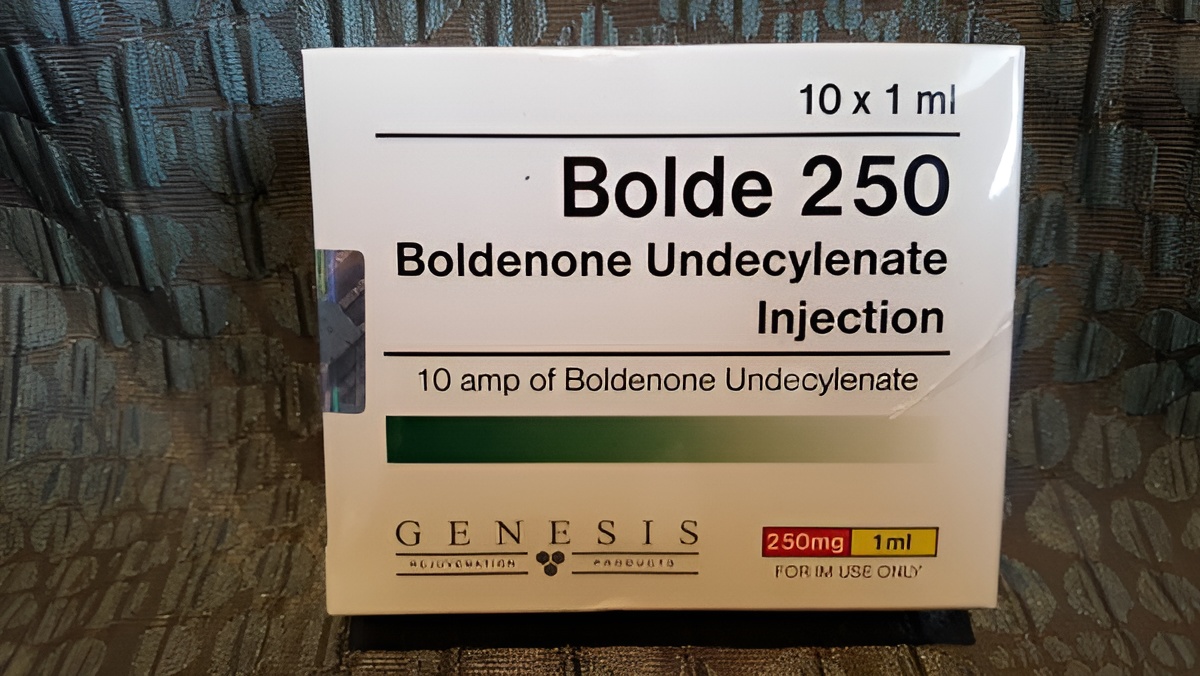 10 x 1 ml
Bolde 250
Boldenone Undecylenate
Injection
10 amp of Boldenone Undecylenate
GENESIS
PRODUCTS
250mg 1ml
FOR IM USE ONLY